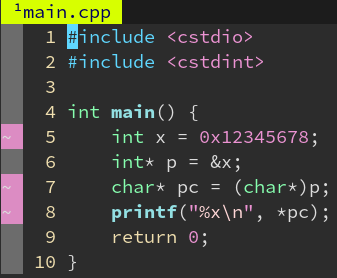 ¹main.cpp
1 #include <cstdio>
2 #include <cstdint>
3
4 int main() {
~ 5     int x = 0x12345678;
6     int* p = &x;
~ 7     char* pc = (char*)p;
~ 8     printf("%x\n", *pc);
9     return 0;
10 }